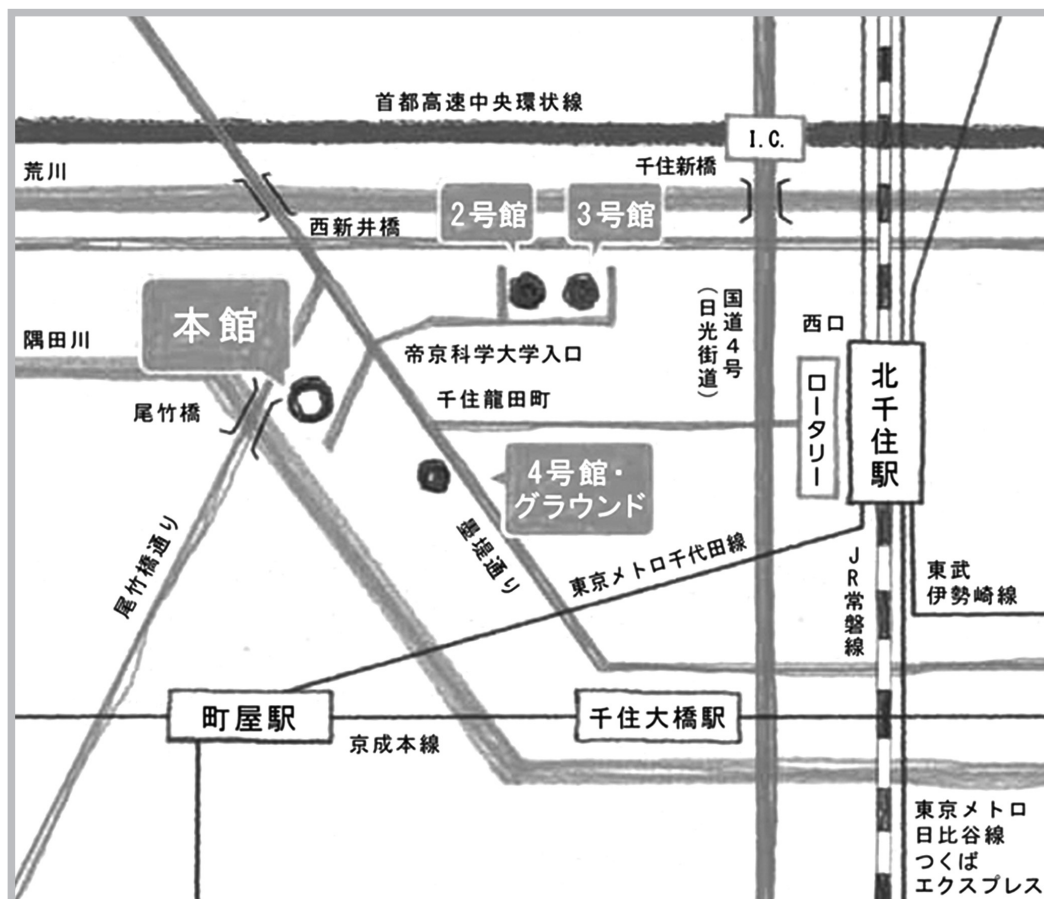 首都高速中央環状線
I.C.
荒川
千住新橋
2号館
3号館
西新井橋
本館
国道4号
(日光街道)
西口
隅田川
帝京科学大学入口
北千住駅
ロータリー
尾竹橋
千住龍田町
4号館・
グラウンド
墨堤通り
尾竹橋通り
東京メトロ千代田線
JR常磐線
東武
伊勢崎線
町屋駅
千住大橋駅
京成本線
東京メトロ
日比谷線
つくば
エクスプレス